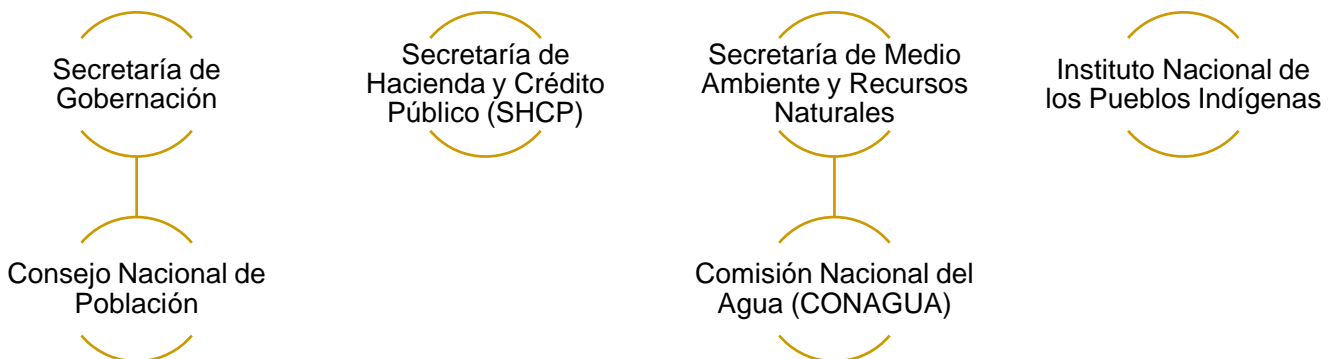 Secretaría de
Gobernación
Secretaría de
Hacienda y Crédito
Público (SHCP)
Secretaría de Medio
Ambiente y Recursos
Naturales
Instituto Nacional de
los Pueblos Indígenas
Consejo Nacional de
Población
Comisión Nacional del
Agua (CONAGUA)